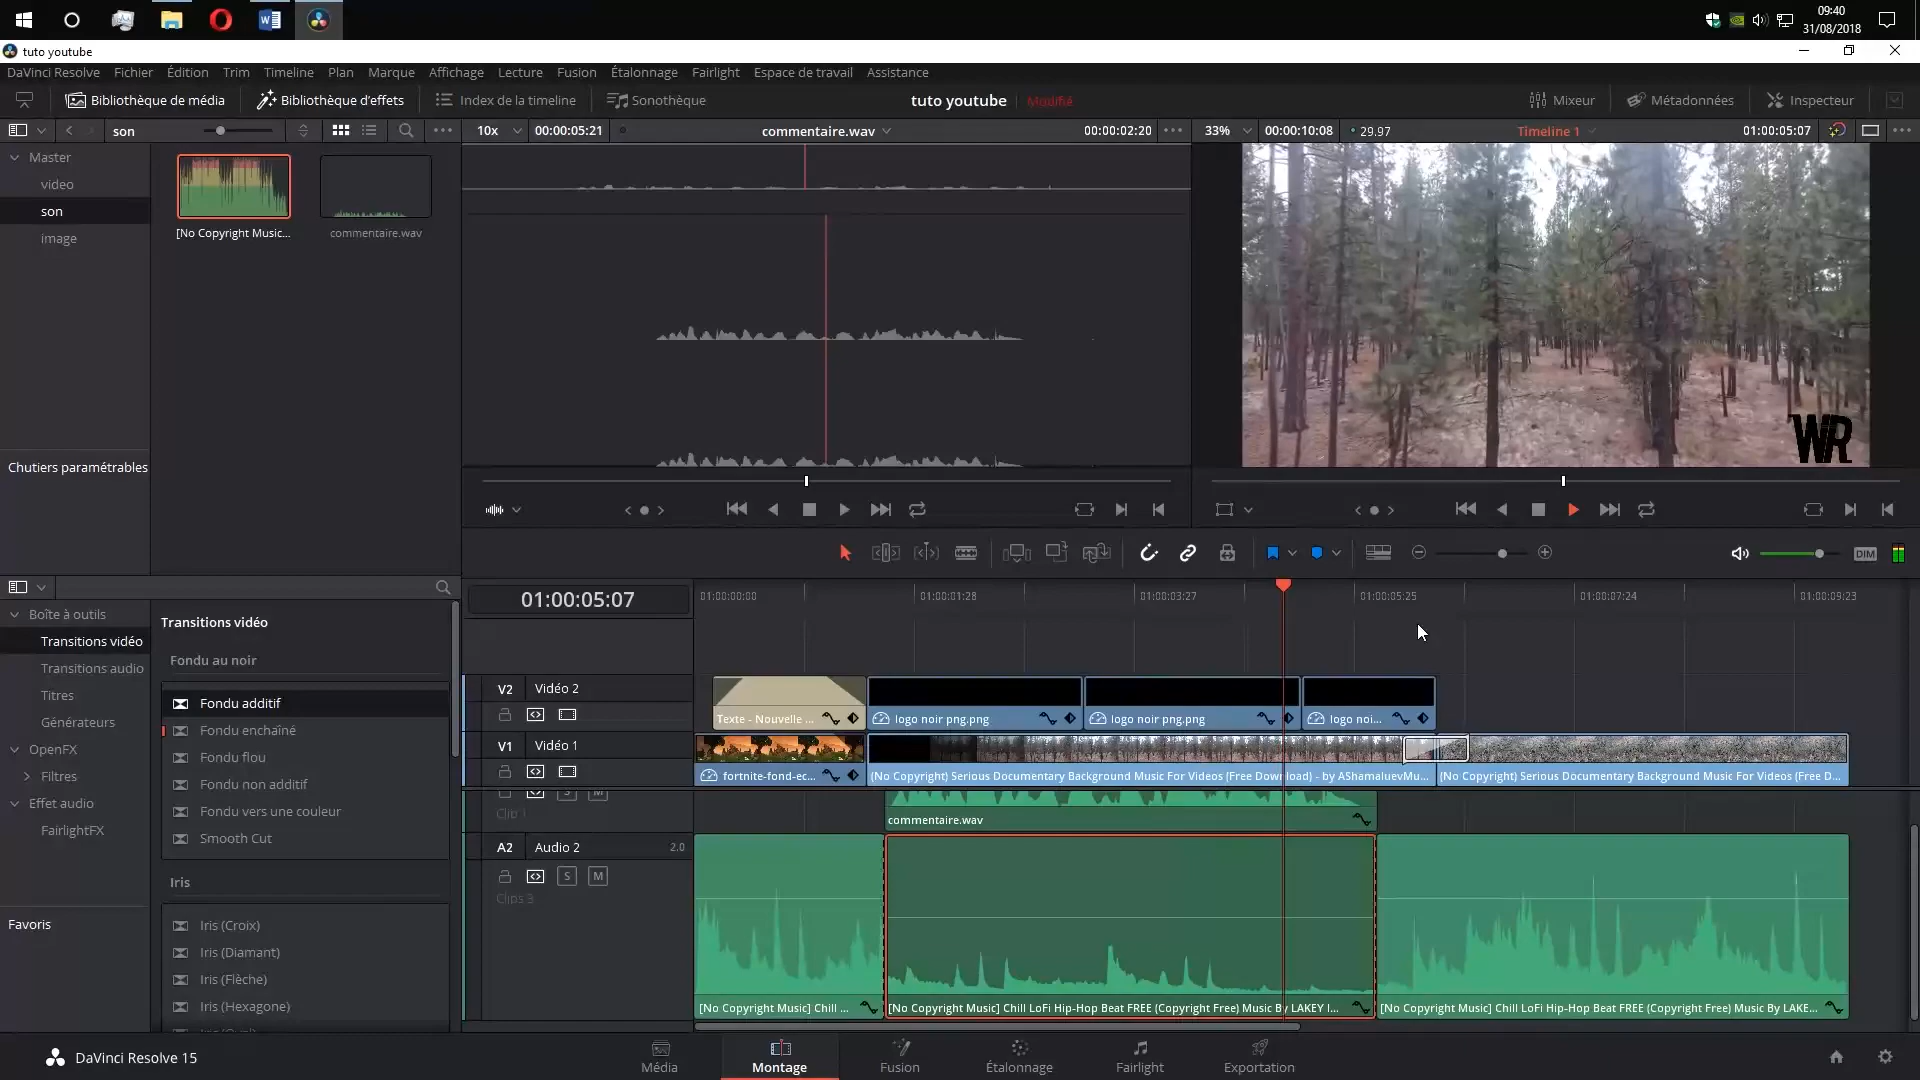 09:40
31/08/2018
tuto youtube
DaVinci Resolve Fichier Édition Trim Timeline Plan Marque Affichage Lecture Fusion Étalonnage Fairlight Espace de travail Assistance
Bibliothèque de média Bibliothèque d'effets Index de la timeline Sonothèque tuto youtube Modifié Mixeur Métadonnées Inspecteur
son 10x 00:00:05:21 commentaire.wav 00:00:02:20 33% 00:00:10:08 29.97 Timeline 1 01:00:05:07
Master
video
son
image
[No Copyright Music... commentaire.wav
WR
Chutiers paramétrables
DIM
01:00:05:07
01:00:00:00 01:00:01:28 01:00:03:27 01:00:05:25 01:00:07:24 01:00:09:23
Boîte à outils
Transitions vidéo
Transitions audio
Titres
Générateurs
OpenFX
Filtres
Effet audio
FairlightFX
Favoris
Transitions vidéo
Fondu au noir
Fondu additif
Fondu enchaîné
Fondu flou
Fondu non additif
Fondu vers une couleur
Smooth Cut
Iris
Iris (Croix)
Iris (Diamant)
Iris (Flèche)
Iris (Hexagone)
V2 Vidéo 2
Texte - Nouvelle ... logo noir png.png logo noir png.png logo noi...
V1 Vidéo 1
fortnite-fond-ec... (No Copyright) Serious Documentary Background Music For Videos (Free Download) - by AShamaluevMu... (No Copyright) Serious Documentary Background Music For Videos (Free D...
S M
Clip 1
commentaire.wav
A2 Audio 2 2.0
S M
Clips 3
[No Copyright Music] Chill ... [No Copyright Music] Chill LoFi Hip-Hop Beat FREE (Copyright Free) Music By LAKEY I... [No Copyright Music] Chill LoFi Hip-Hop Beat FREE (Copyright Free) Music By LAKE...
DaVinci Resolve 15
Média Montage Fusion Étalonnage Fairlight Exportation